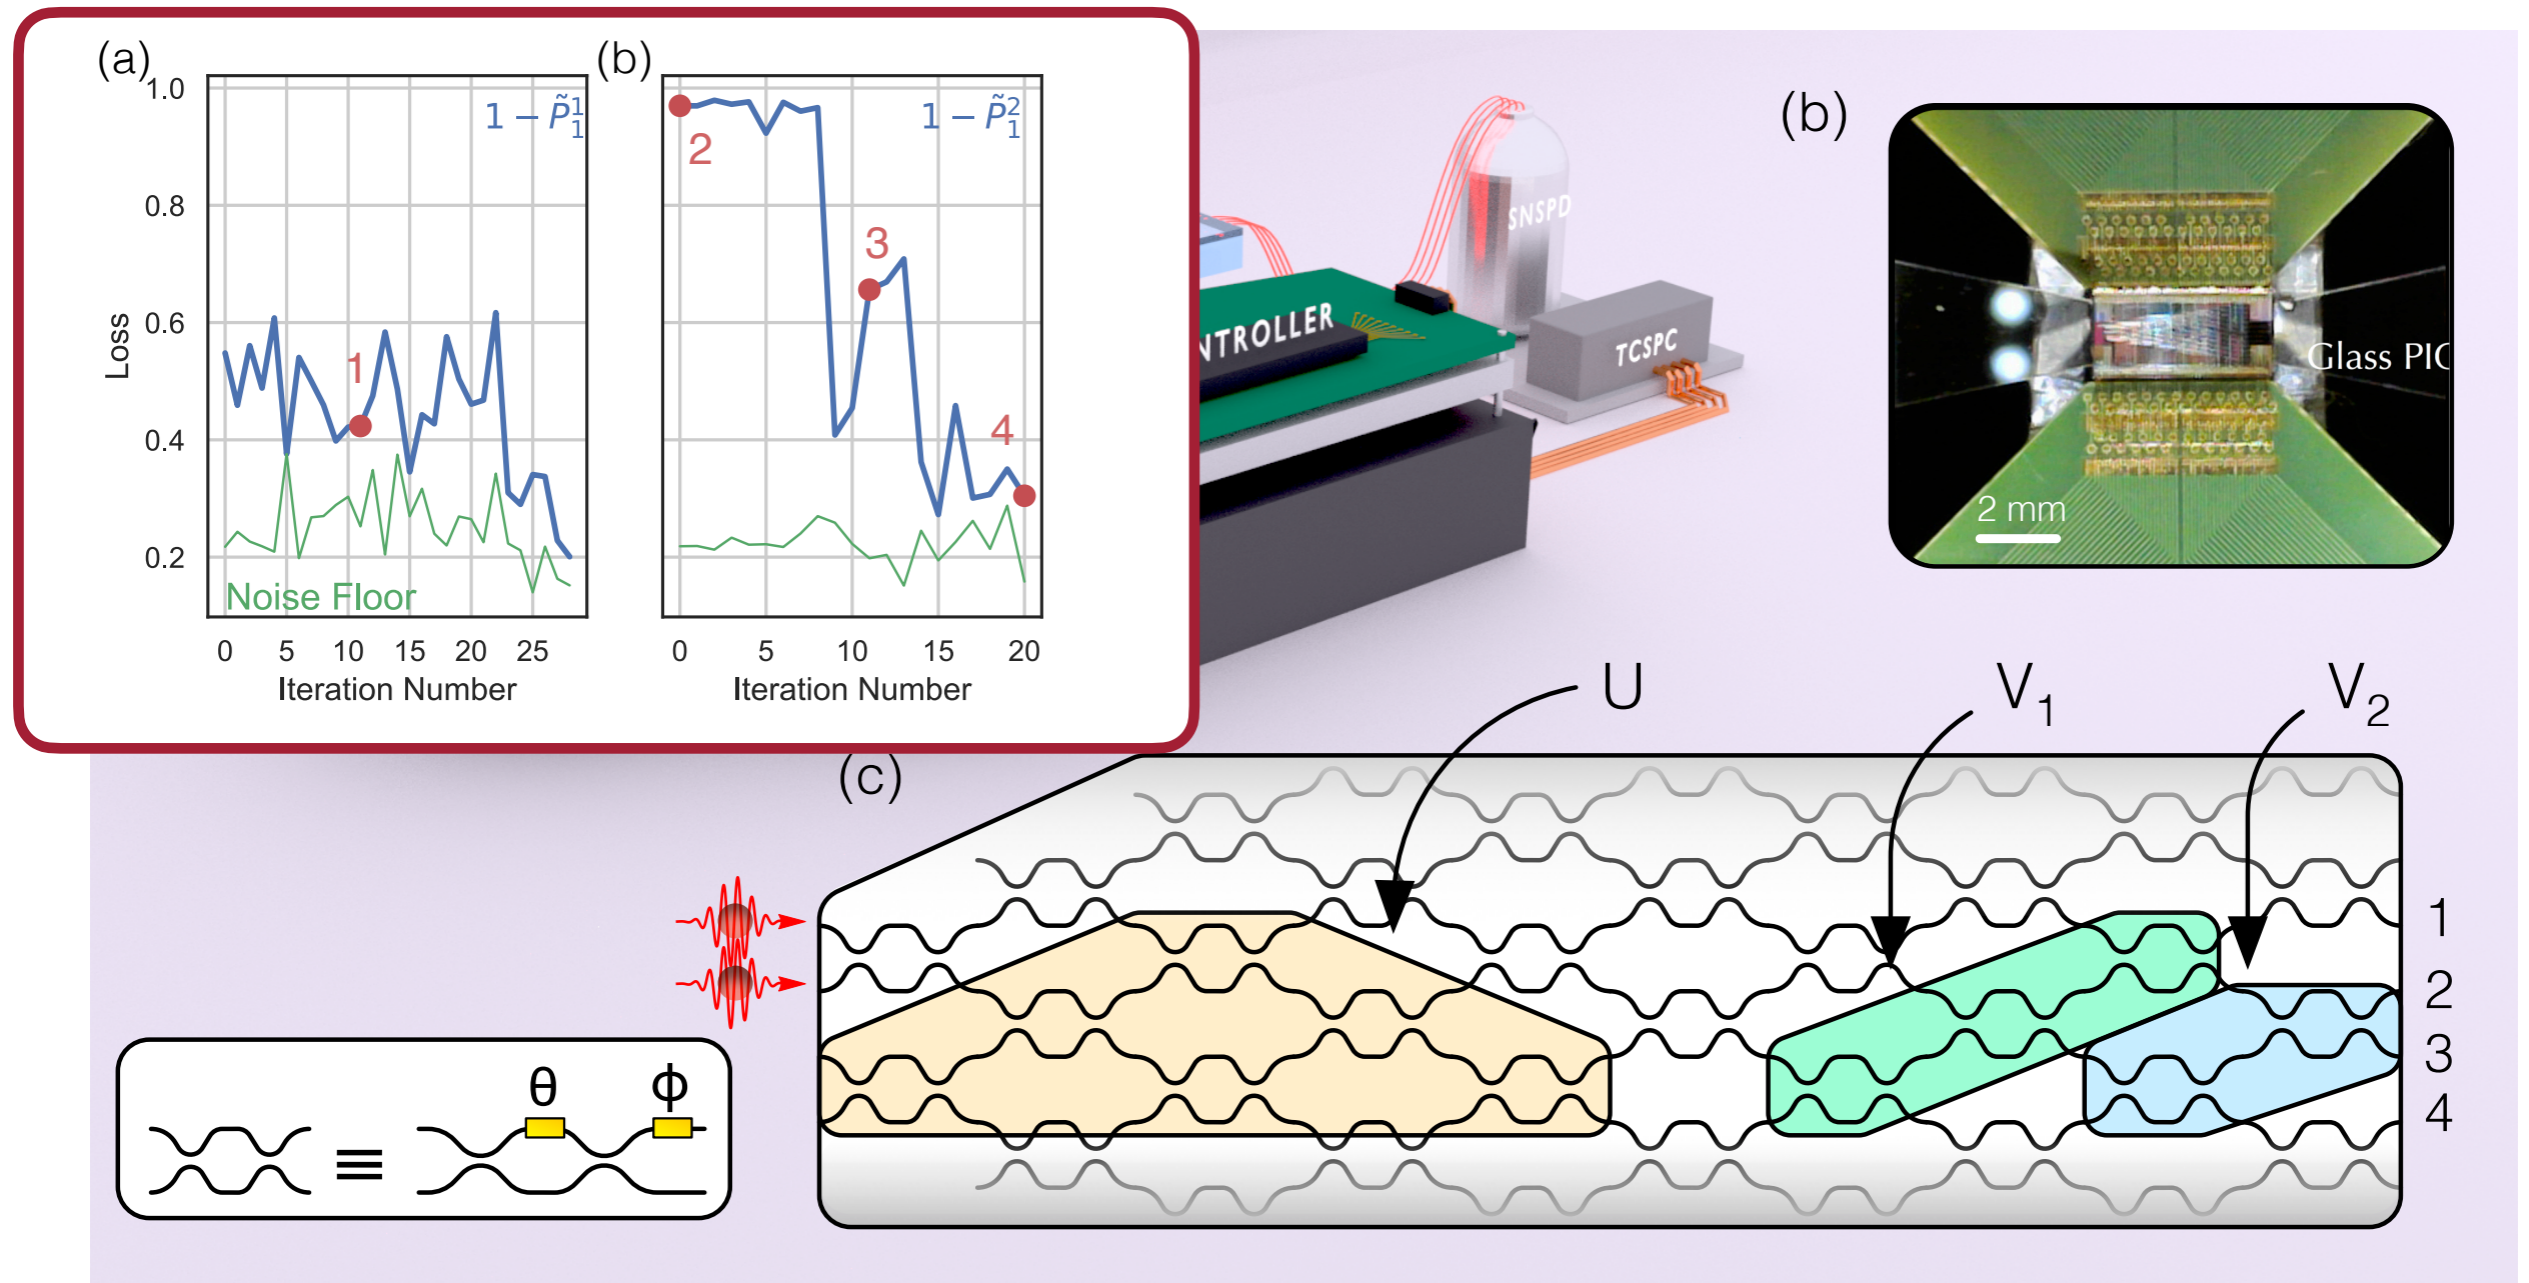 (a)
1.0
0.8
0.6
0.4
0.2
Loss
1 − P̃₁¹
1
Noise Floor
0 5 10 15 20 25
Iteration Number
(b)
1 − P̃₁²
2
3
4
0 5 10 15 20
Iteration Number
NTROLLER
SNSPD
TCSPC
(b)
Glass PIC
2 mm
(c)
U
V₁
V₂
1
2
3
4
θ ϕ
≡